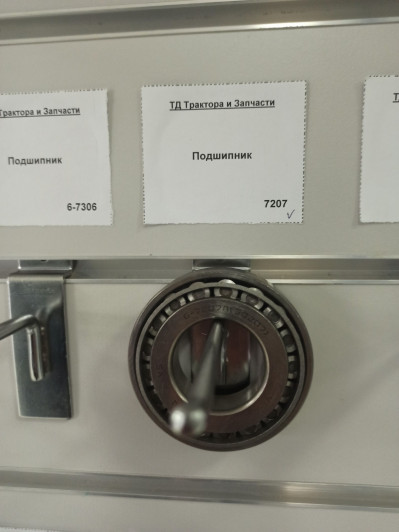 Трактора и Запчасти
Подшипник
6-7306
ТД Трактора и Запчасти
Подшипник
7207